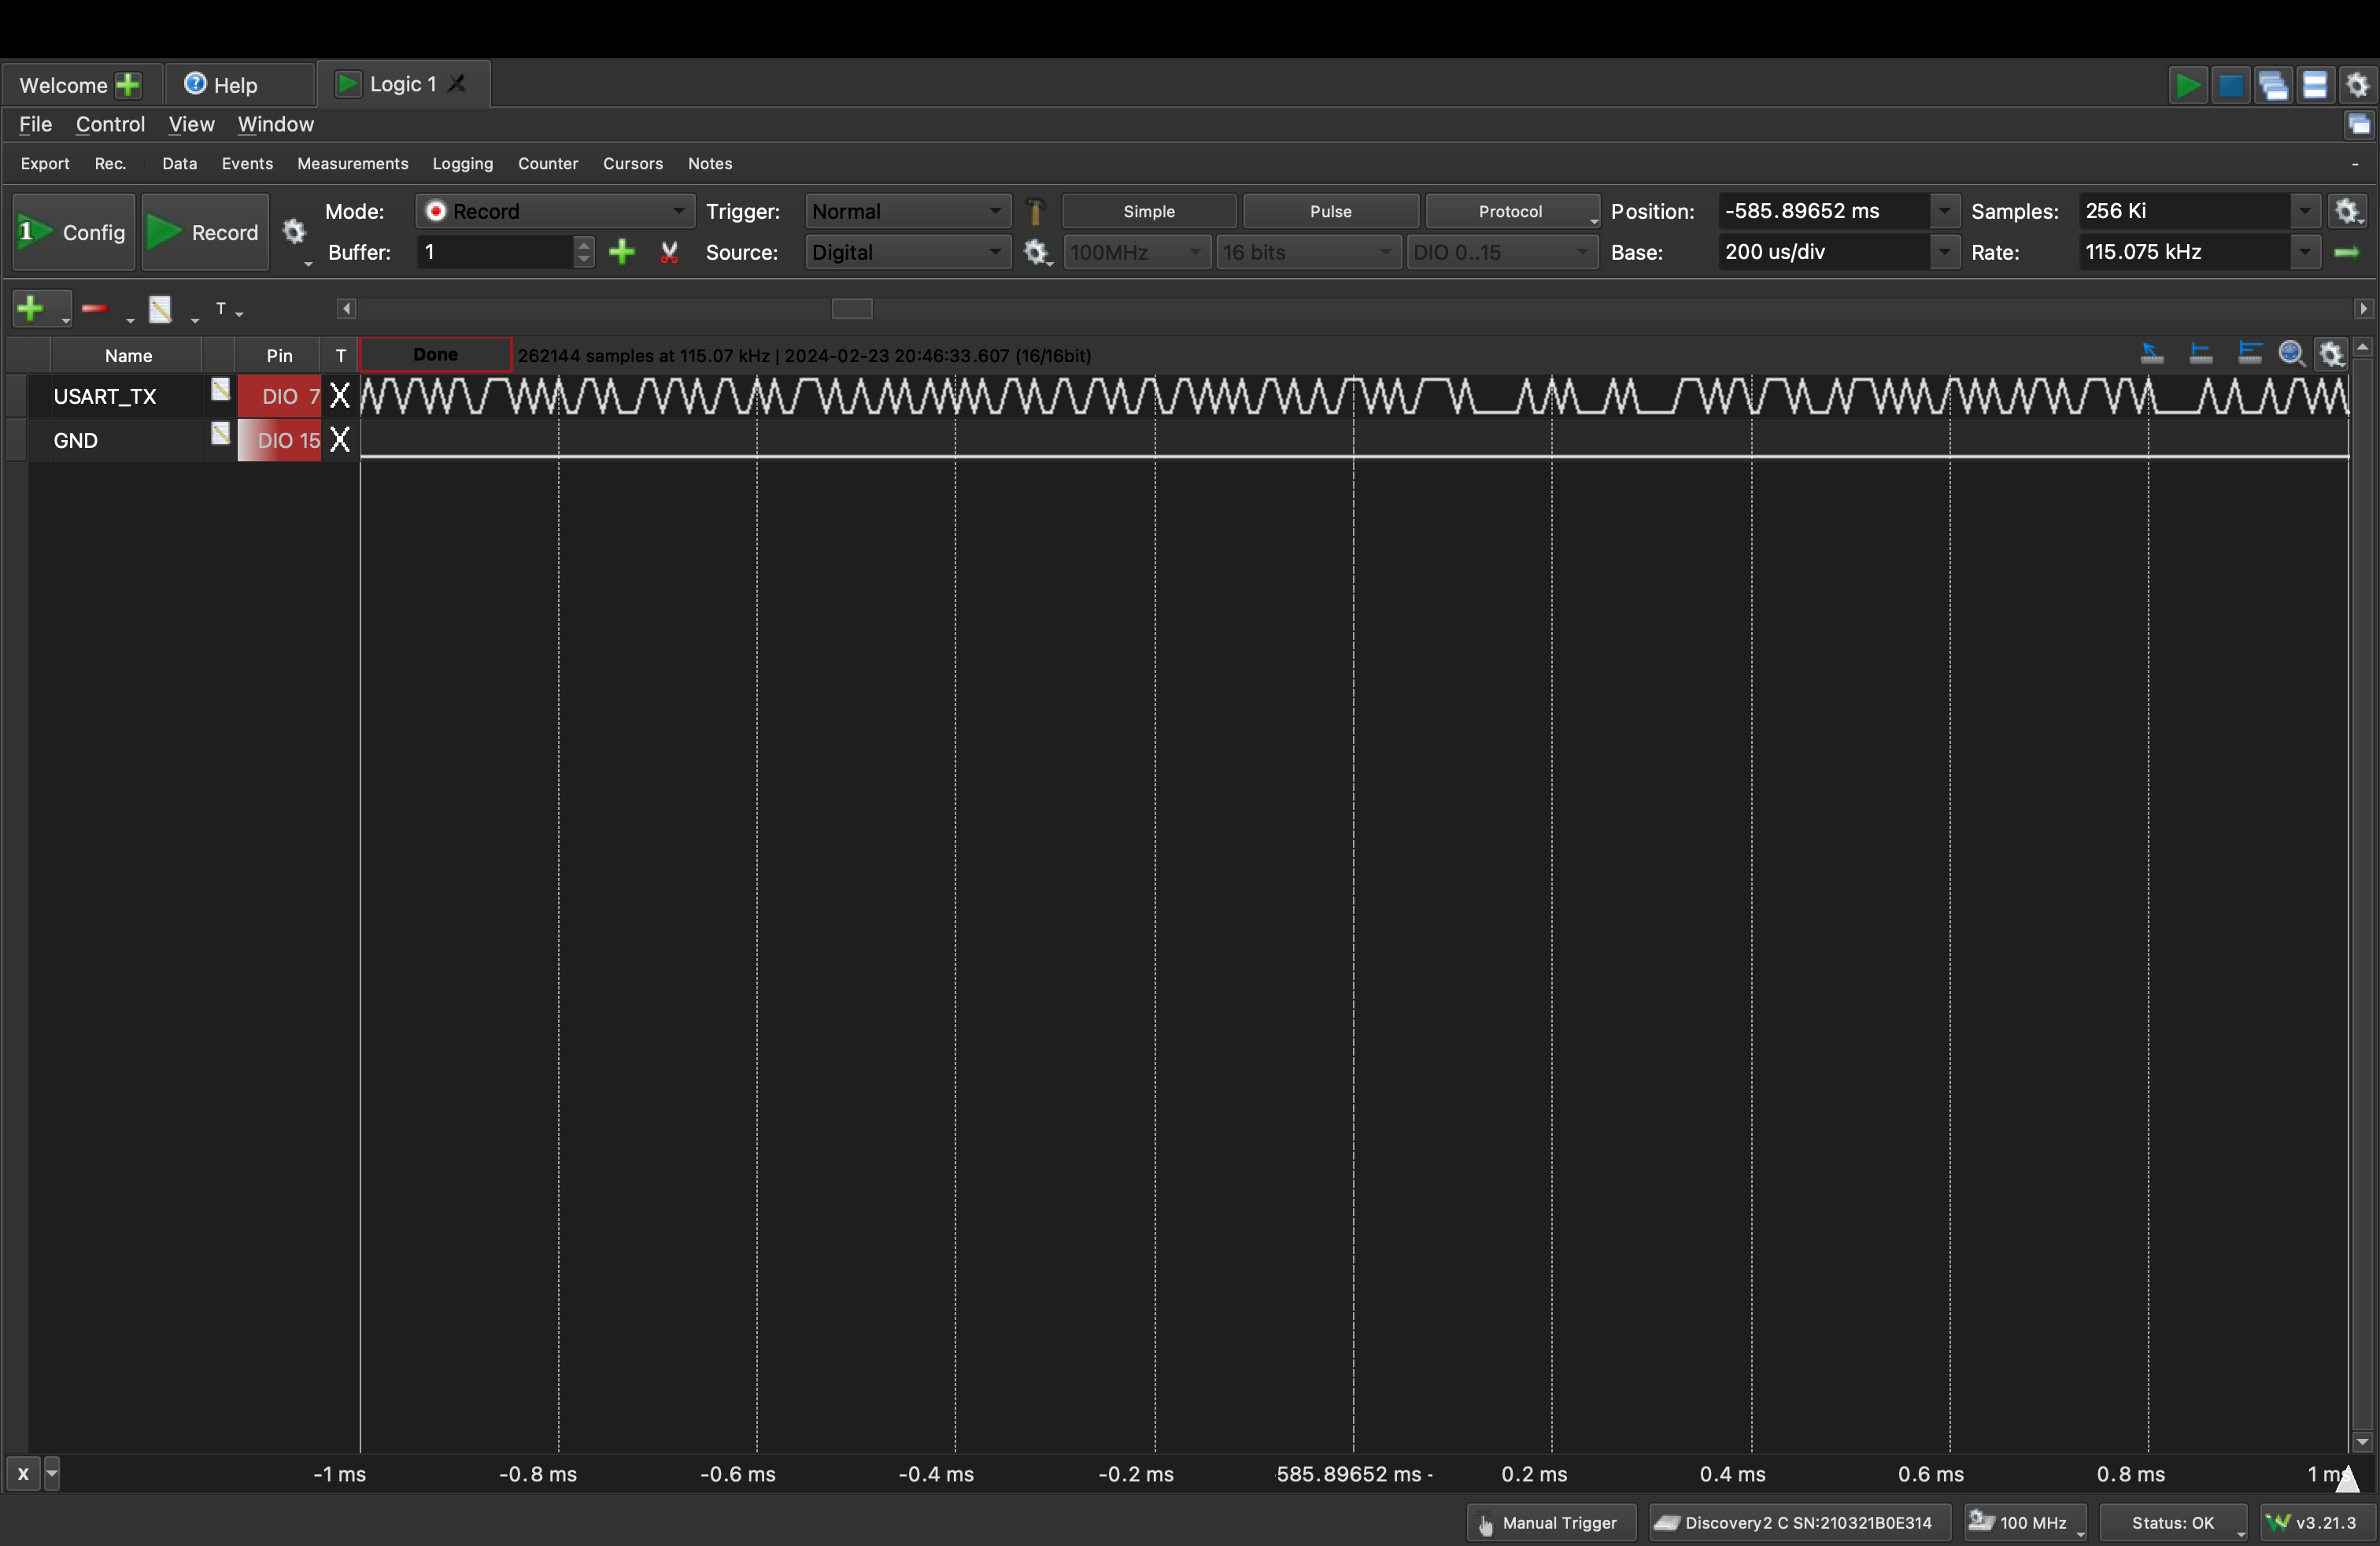 Welcome Help Logic 1
File Control View Window
Export Rec. Data Events Measurements Logging Counter Cursors Notes -
1 Config Record Mode: Record Trigger: Normal Simple Pulse Protocol Position: -585.89652 ms Samples: 256 Ki
Buffer: 1 Source: Digital 100MHz 16 bits DIO 0..15 Base: 200 us/div Rate: 115.075 kHz
T
Name Pin T Done 262144 samples at 115.07 kHz | 2024-02-23 20:46:33.607 (16/16bit)
USART_TX DIO 7 X
GND DIO 15 X
X -1 ms -0.8 ms -0.6 ms -0.4 ms -0.2 ms 585.89652 ms - 0.2 ms 0.4 ms 0.6 ms 0.8 ms 1 ms
Manual Trigger Discovery2 C SN:210321B0E314 100 MHz Status: OK v3.21.3